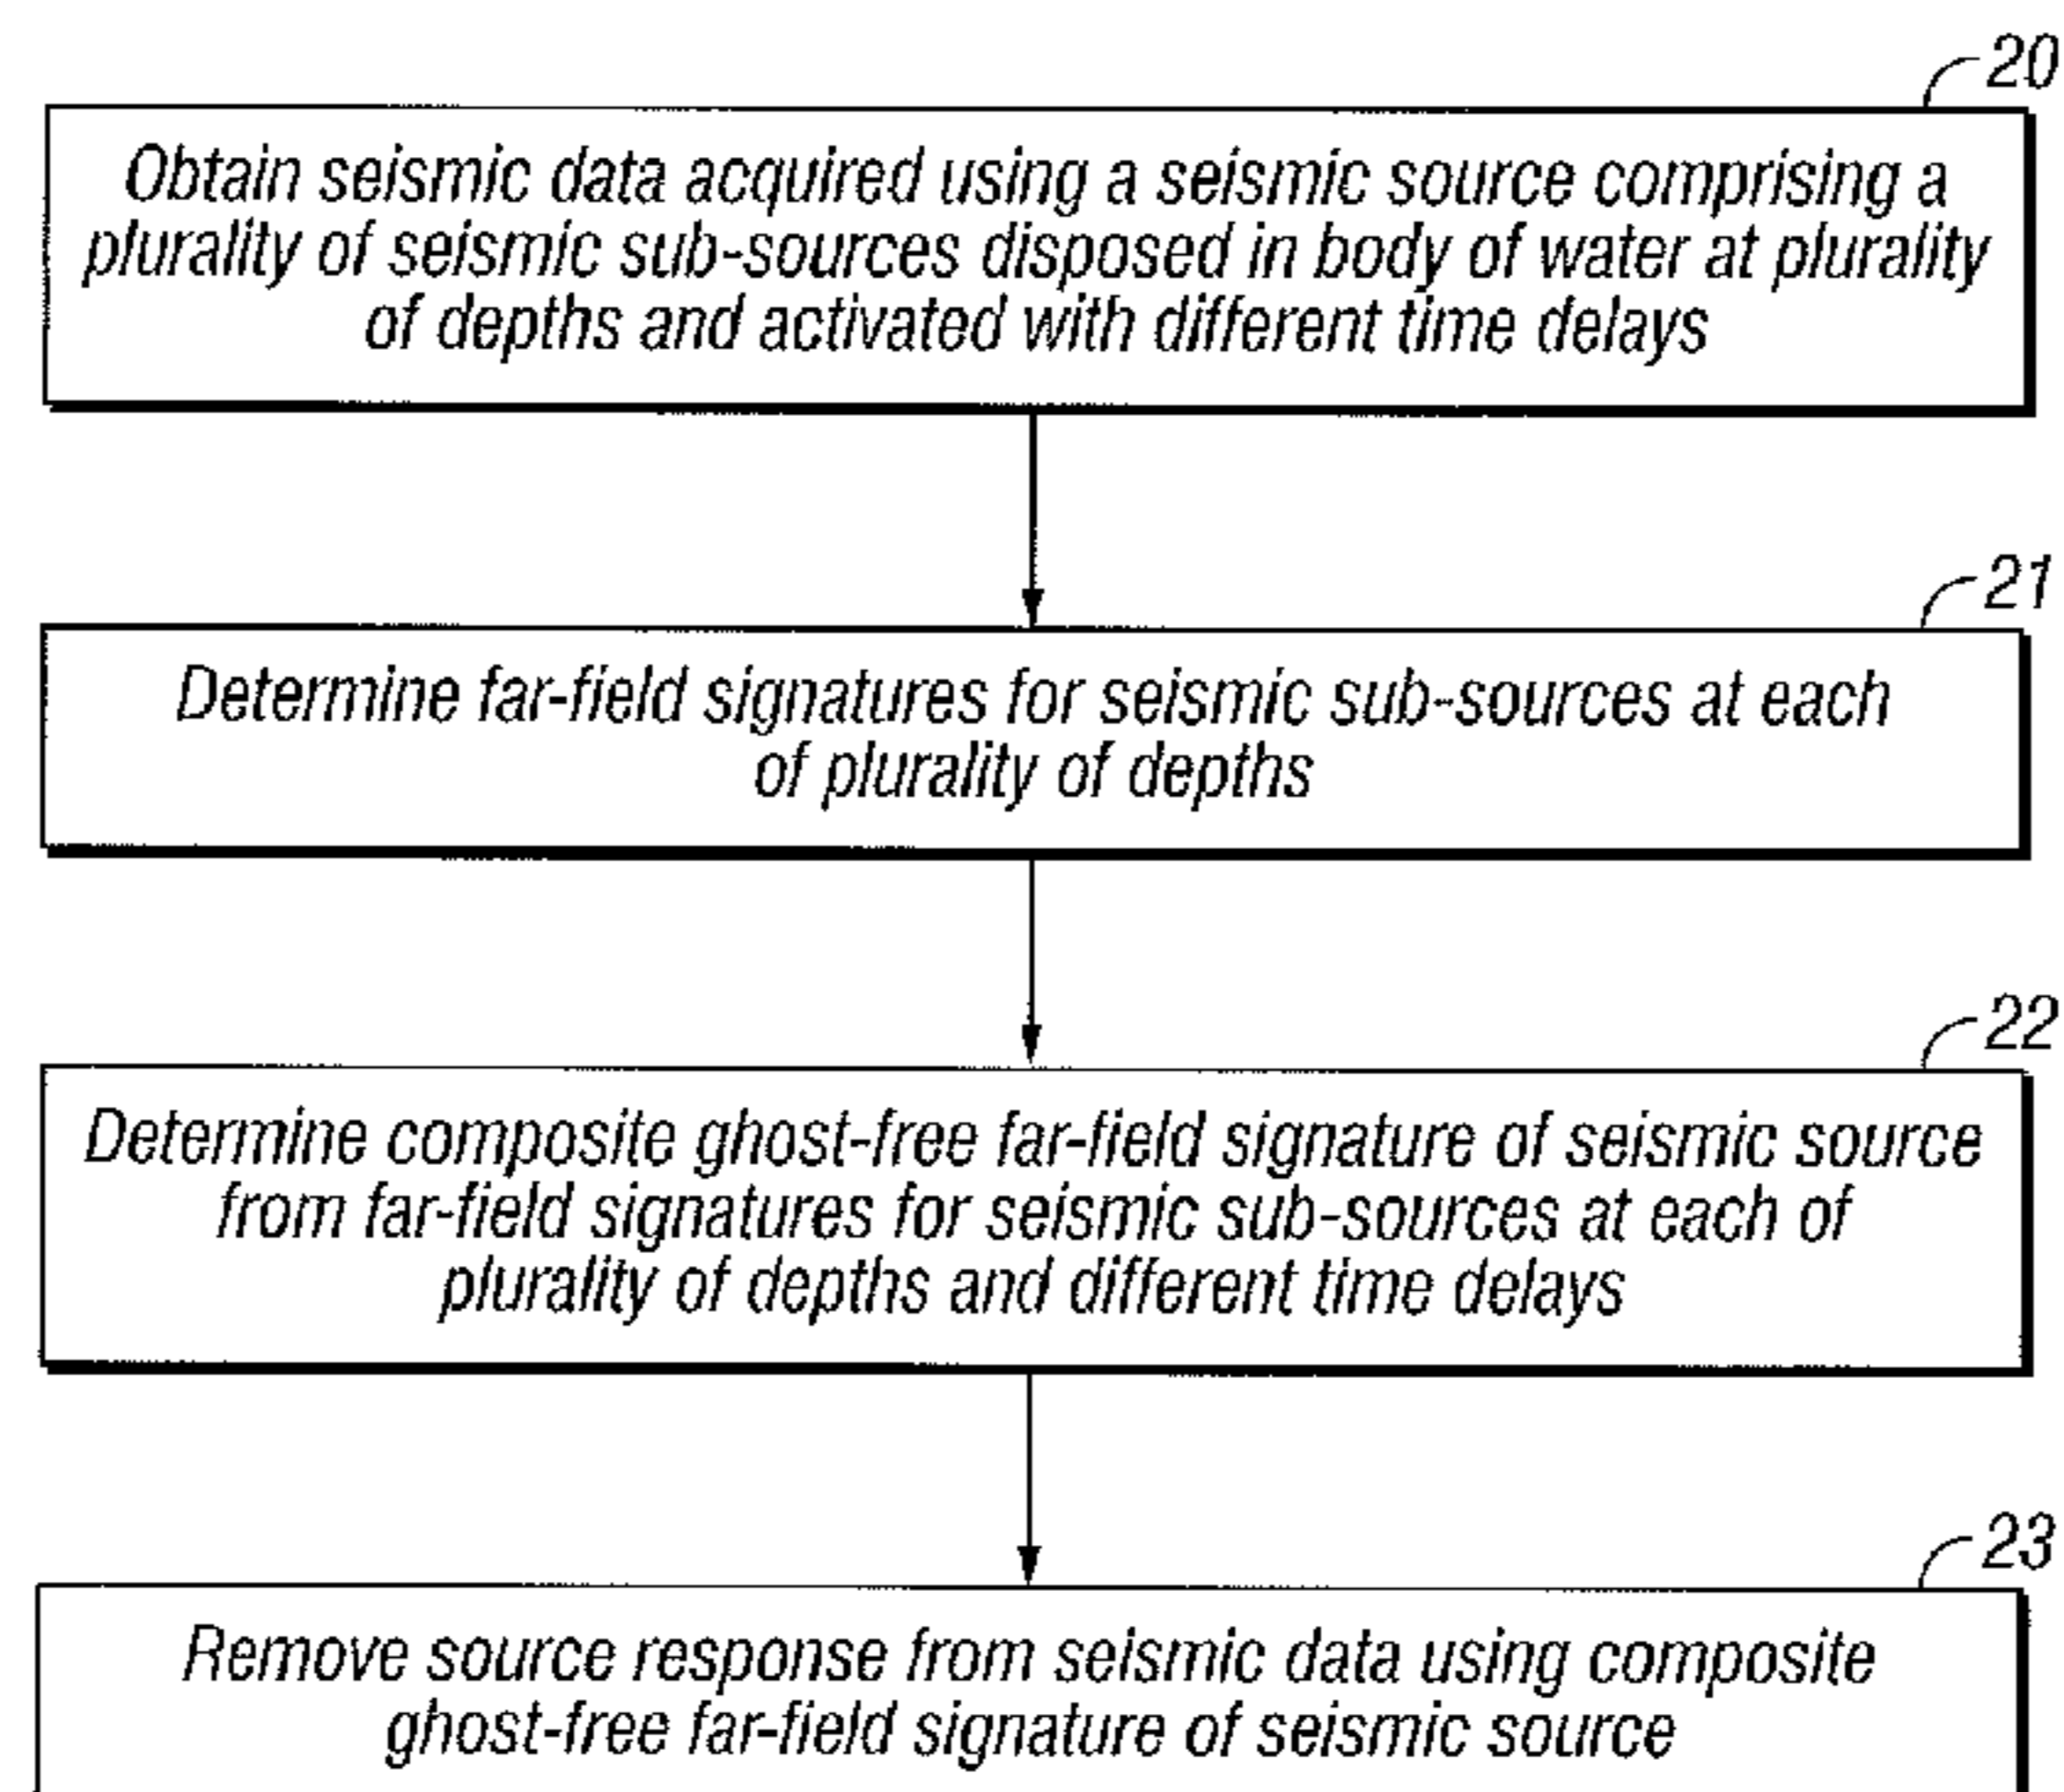 20
Obtain seismic data acquired using a seismic source comprising a
plurality of seismic sub-sources disposed in body of water at plurality
of depths and activated with different time delays
21
Determine far-field signatures for seismic sub-sources at each
of plurality of depths
22
Determine composite ghost-free far-field signature of seismic source
from far-field signatures for seismic sub-sources at each of
plurality of depths and different time delays
23
Remove source response from seismic data using composite
ghost-free far-field signature of seismic source